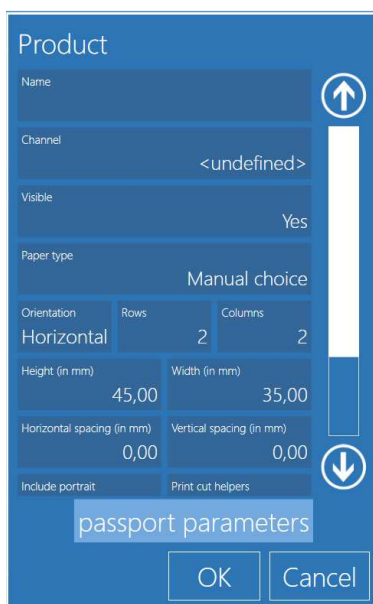 Product
Name
Channel
<undefined>
Visible
Yes
Paper type
Manual choice
Orientation Rows Columns
Horizontal 2 2
Height (in mm) Width (in mm)
45,00 35,00
Horizontal spacing (in mm) Vertical spacing (in mm)
0,00 0,00
Include portrait Print cut helpers
passport parameters
OK Cancel